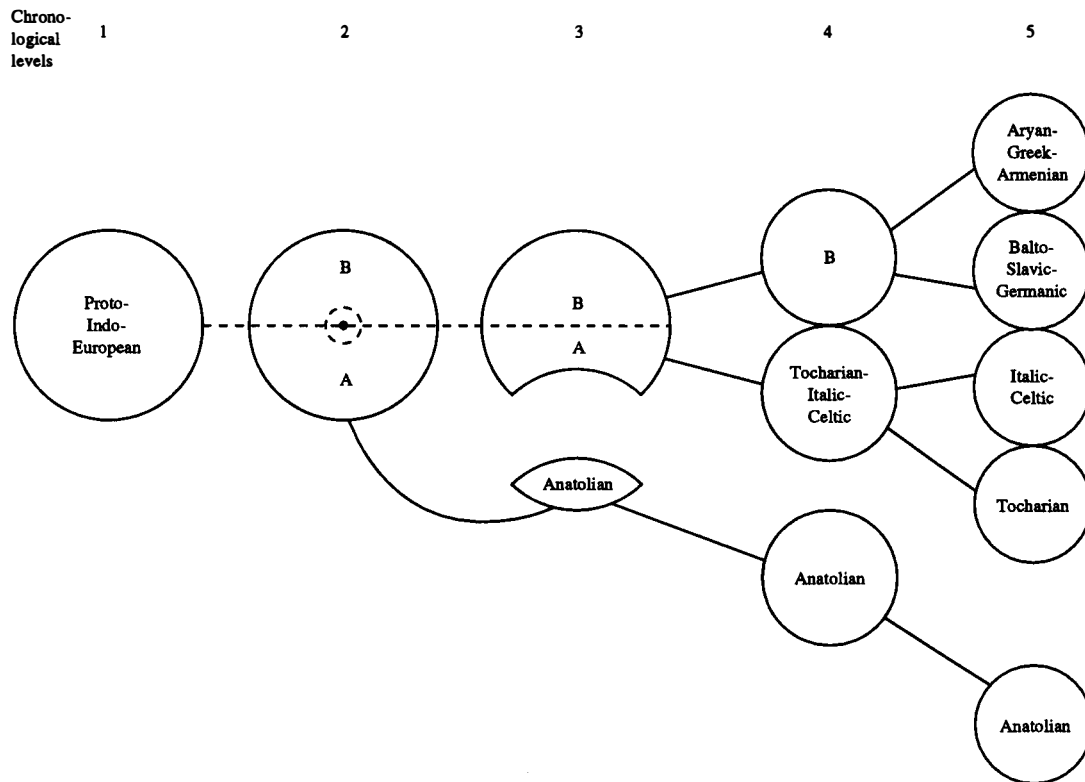 Chrono-
logical
levels
1 2 3 4 5
Aryan-
Greek-
Armenian
B
B
Balto-
Slavic-
Germanic
Proto-
Indo-
European
B
A
A
Tocharian-
Italic-
Celtic
Italic-
Celtic
Anatolian
Tocharian
Anatolian
Anatolian